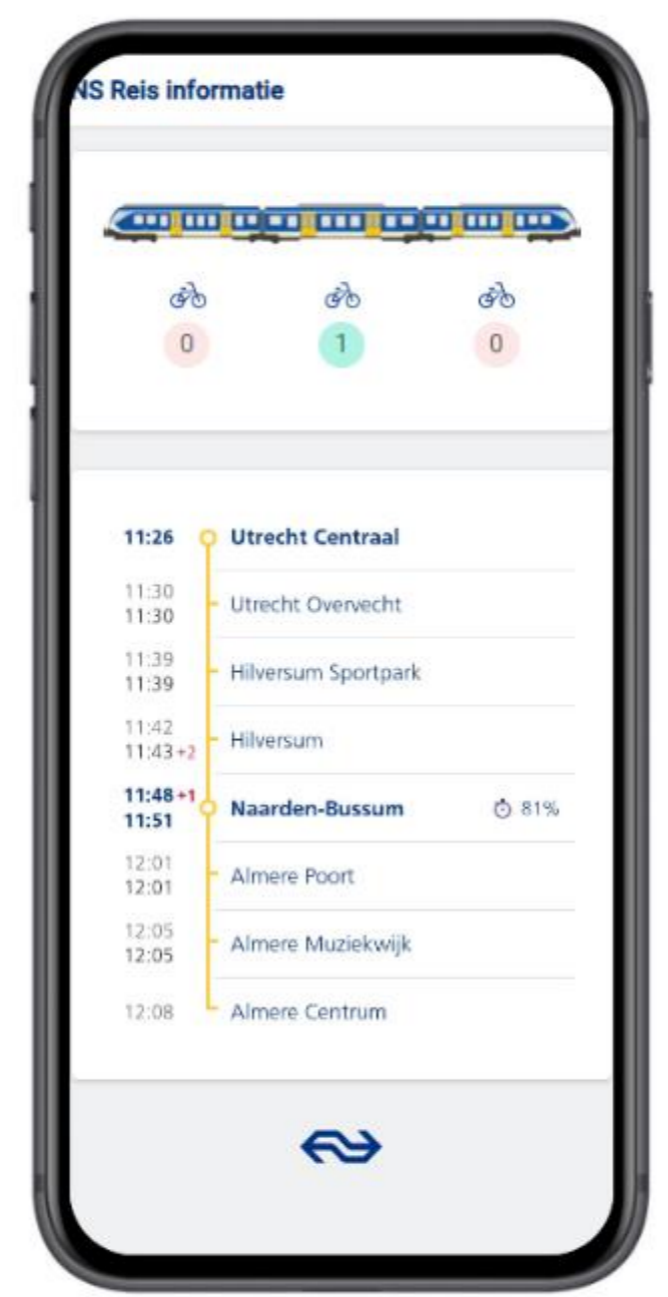 NS Reis informatie
0 1 0
11:26 Utrecht Centraal
11:30
11:30
Utrecht Overvecht
11:39
11:39
Hilversum Sportpark
11:42
11:43 +2
Hilversum
11:48 +1
11:51
Naarden-Bussum 81%
12:01
12:01
Almere Poort
12:05
12:05
Almere Muziekwijk
12:08 Almere Centrum